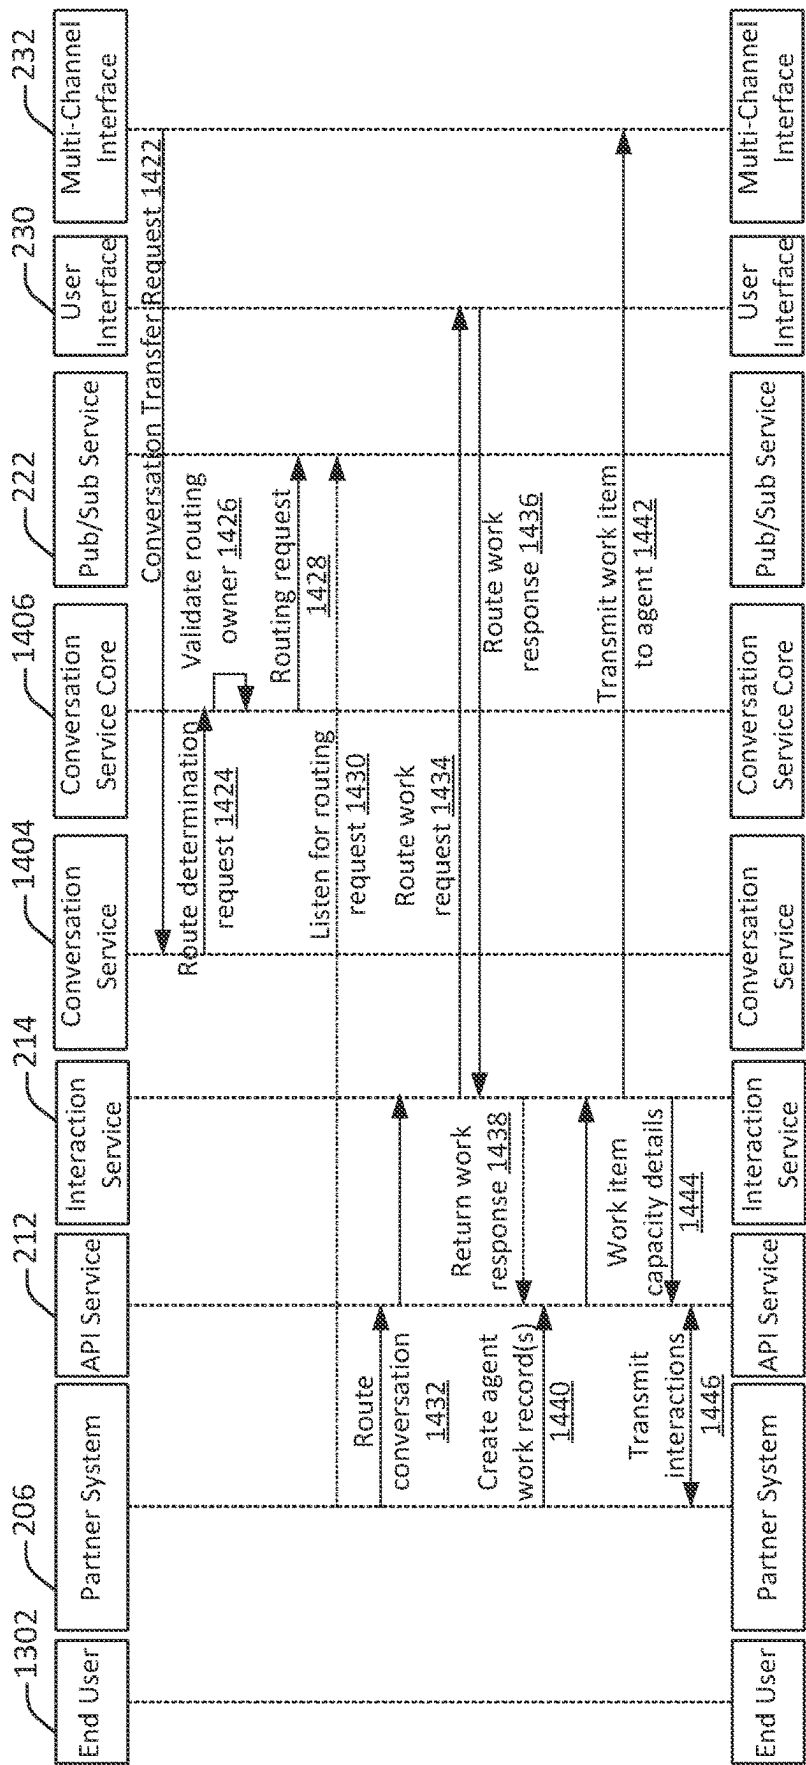 1302
206
212
214
1404
1406
222
230
232
End User
Partner System
API Service
Interaction
Service
Conversation
Service
Conversation
Service Core
Pub/Sub Service
User
Interface
Multi-Channel
Interface
Conversation Transfer Request 1422
Route determination
request 1424
Validate routing
owner 1426
Routing request
1428
Listen for routing
request 1430
Route
conversation
1432
Route work
request 1434
Route work
response 1436
Return work
response 1438
Create agent
work record(s)
1440
Transmit work item
to agent 1442
Work item
capacity details
1444
Transmit
interactions
1446
End User
Partner System
API Service
Interaction
Service
Conversation
Service
Conversation
Service Core
Pub/Sub Service
User
Interface
Multi-Channel
Interface